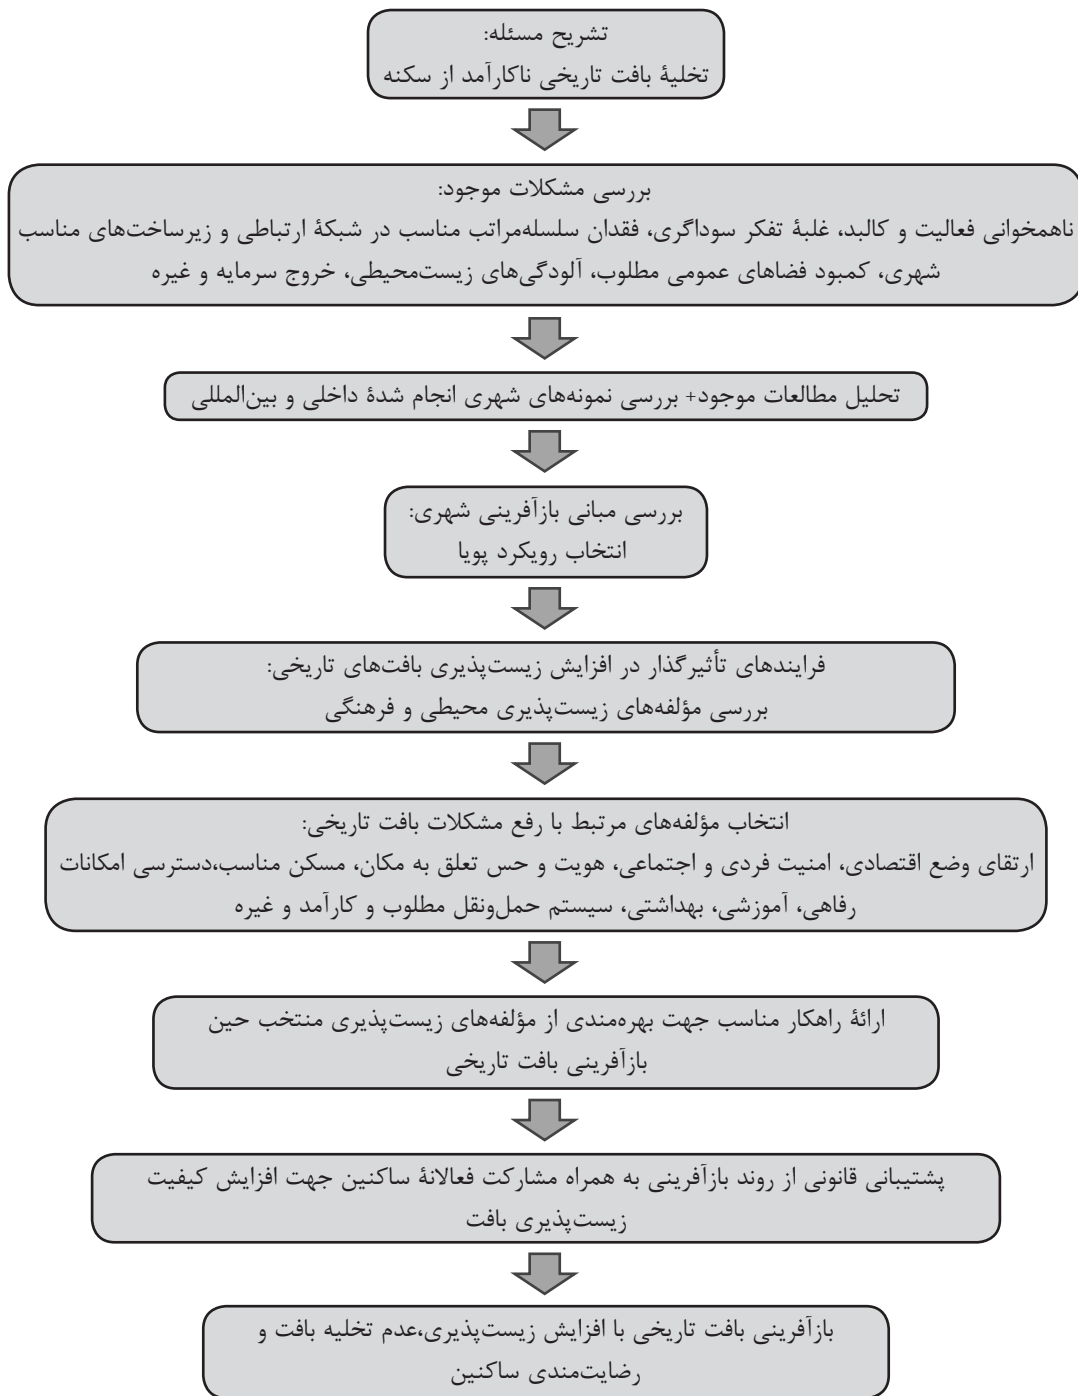 تشریح مسئله:
تخلیهٔ بافت تاریخی ناکارآمد از سکنه
بررسی مشکلات موجود:
ناهمخوانی فعالیت و کالبد، غلبهٔ تفکر سوداگری، فقدان سلسله‌مراتب مناسب در شبکهٔ ارتباطی و زیرساخت‌های مناسب
شهری، کمبود فضاهای عمومی مطلوب، آلودگی‌های زیست‌محیطی، خروج سرمایه و غیره
تحلیل مطالعات موجود+ بررسی نمونه‌های شهری انجام شدهٔ داخلی و بین‌المللی
بررسی مبانی بازآفرینی شهری:
انتخاب رویکرد پویا
فرایندهای تأثیرگذار در افزایش زیست‌پذیری بافت‌های تاریخی:
بررسی مؤلفه‌های زیست‌پذیری محیطی و فرهنگی
انتخاب مؤلفه‌های مرتبط با رفع مشکلات بافت تاریخی:
ارتقای وضع اقتصادی، امنیت فردی و اجتماعی، هویت و حس تعلق به مکان، مسکن مناسب،دسترسی امکانات
رفاهی، آموزشی، بهداشتی، سیستم حمل‌ونقل مطلوب و کارآمد و غیره
ارائهٔ راهکار مناسب جهت بهره‌مندی از مؤلفه‌های زیست‌پذیری منتخب حین
بازآفرینی بافت تاریخی
پشتیبانی قانونی از روند بازآفرینی به همراه مشارکت فعالانهٔ ساکنین جهت افزایش کیفیت
زیست‌پذیری بافت
بازآفرینی بافت تاریخی با افزایش زیست‌پذیری،عدم تخلیه بافت و
رضایت‌مندی ساکنین